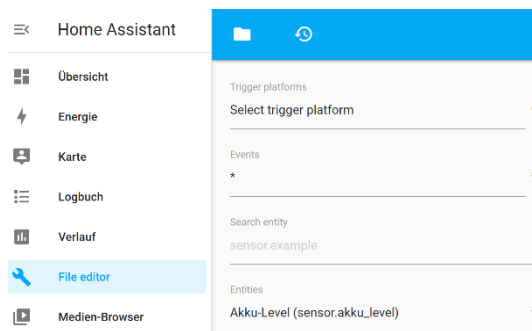 Home Assistant
Übersicht
Energie
Karte
Logbuch
Verlauf
File editor
Medien-Browser
Trigger platforms
Select trigger platform
Events
*
Search entity
sensor.example
Entities
Akku-Level (sensor.akku_level)